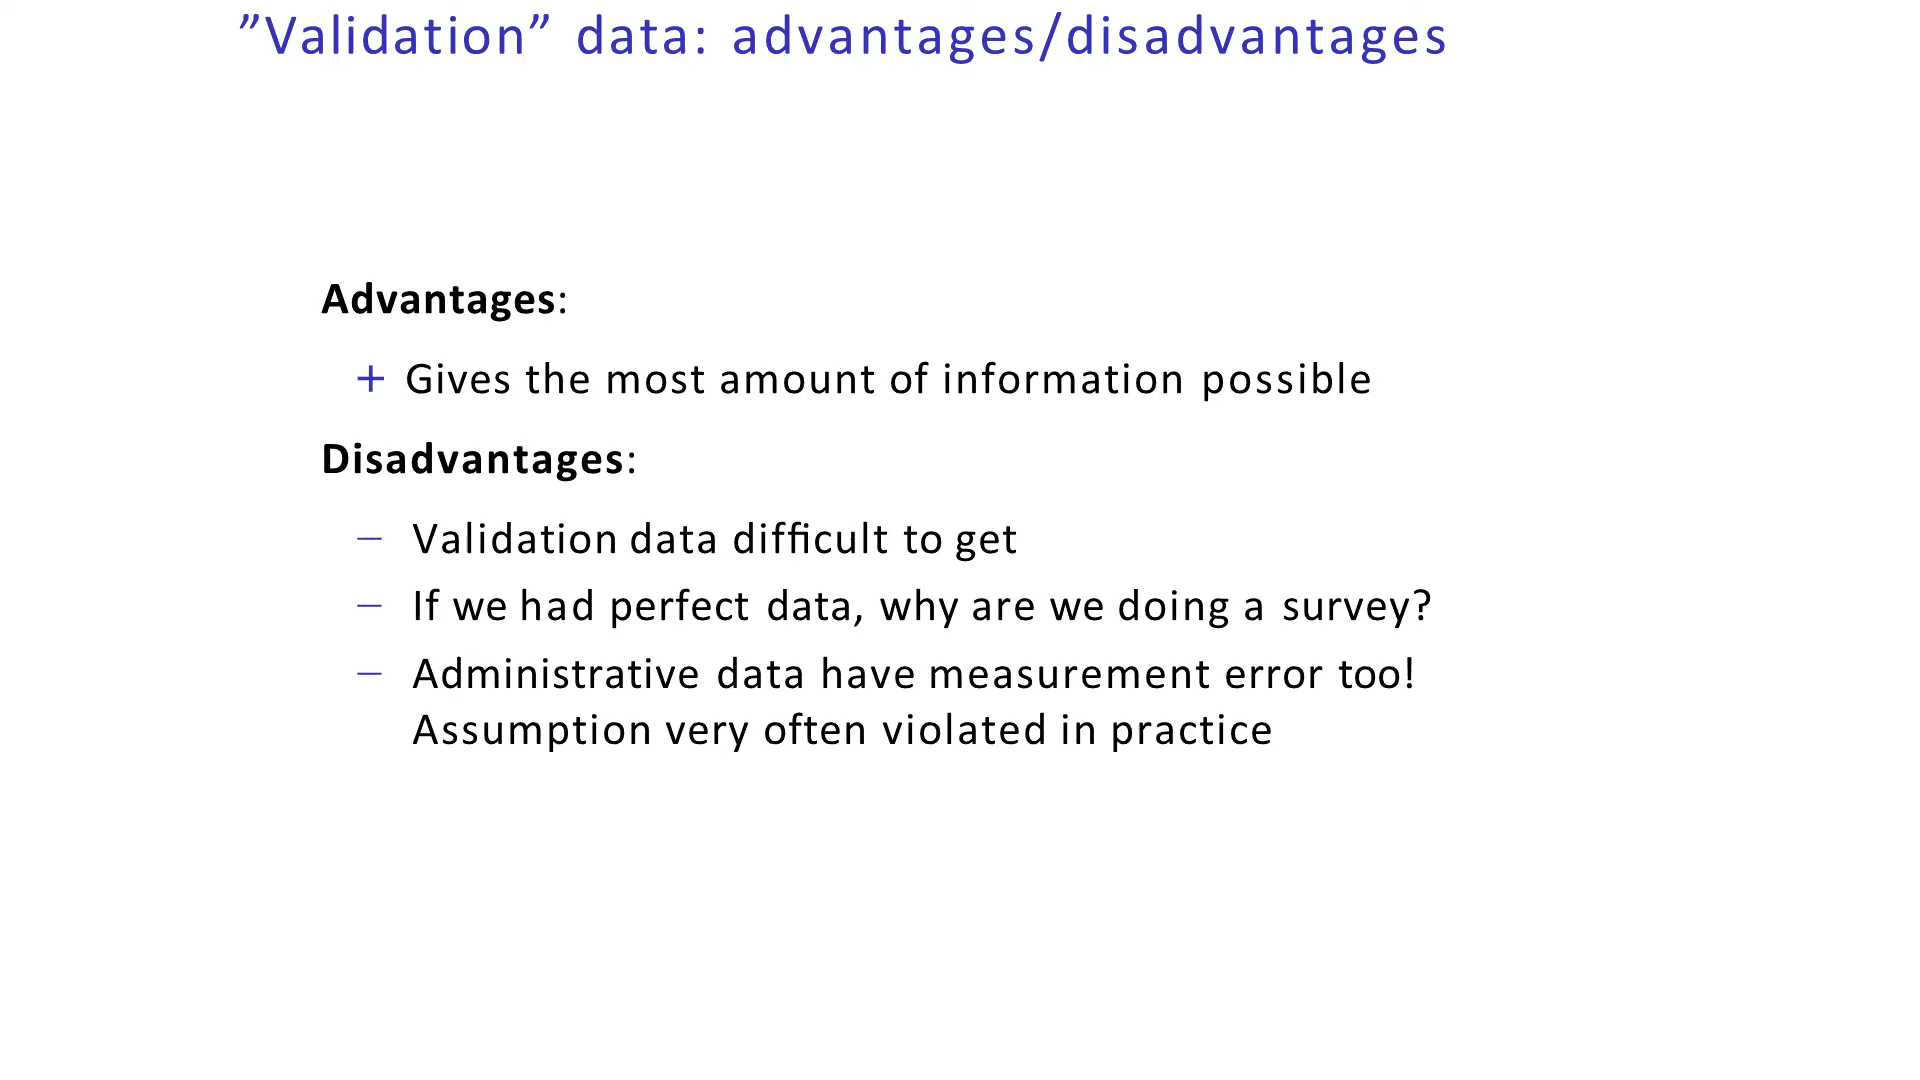 ”Validation” data: advantages/disadvantages
Advantages:
+ Gives the most amount of information possible
Disadvantages:
− Validation data difficult to get
− If we had perfect data, why are we doing a survey?
− Administrative data have measurement error too!
Assumption very often violated in practice